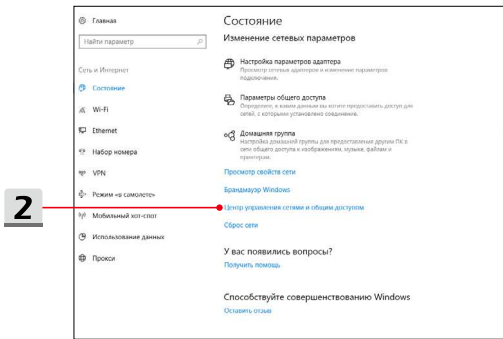 Главная
Найти параметр
Сеть и Интернет
Состояние
Wi-Fi
Ethernet
Набор номера
VPN
Режим «в самолете»
Мобильный хот-спот
Использование данных
Прокси
2
Состояние
Изменение сетевых параметров
Настройка параметров адаптера
Просмотр сетевых адаптеров и изменение параметров
подключения.
Параметры общего доступа
Определите, к каким данным вы хотите предоставить доступ для
сетей, с которыми установлено соединение.
Домашняя группа
Настройка домашней группы для предоставления другим ПК в
сети общего доступа к изображениям, музыке, файлам и
принтерам.
Просмотр свойств сети
Брандмауэр Windows
Центр управления сетями и общим доступом
Сброс сети
У вас появились вопросы?
Получить помощь
Способствуйте совершенствованию Windows
Оставить отзыв